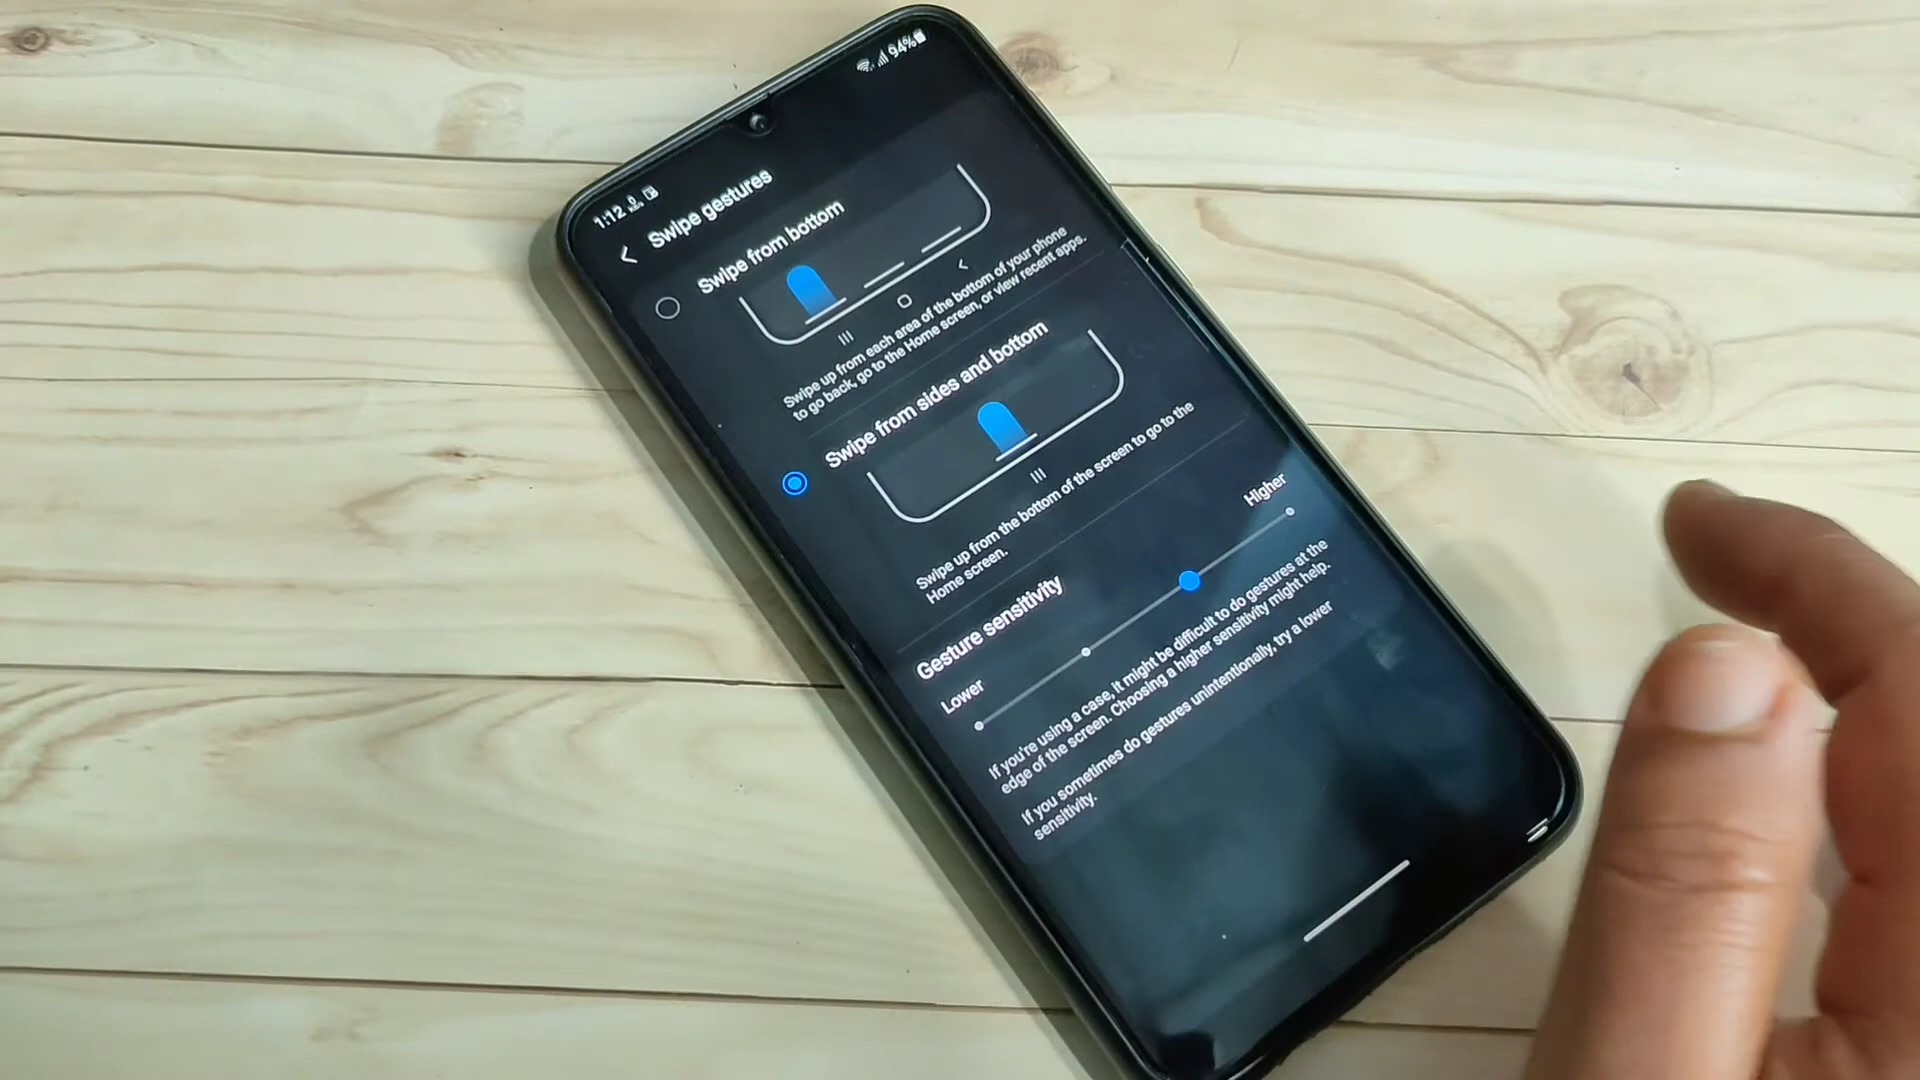 1:12
94%
Swipe gestures
Swipe from bottom
Swipe up from each area of the bottom of your phone
to go back, go to the Home screen, or view recent apps.
Swipe from sides and bottom
Swipe up from the bottom of the screen to go to the
Home screen.
Gesture sensitivity
Lower
Higher
If you're using a case, it might be difficult to do gestures at the
edge of the screen. Choosing a higher sensitivity might help.
If you sometimes do gestures unintentionally, try a lower
sensitivity.